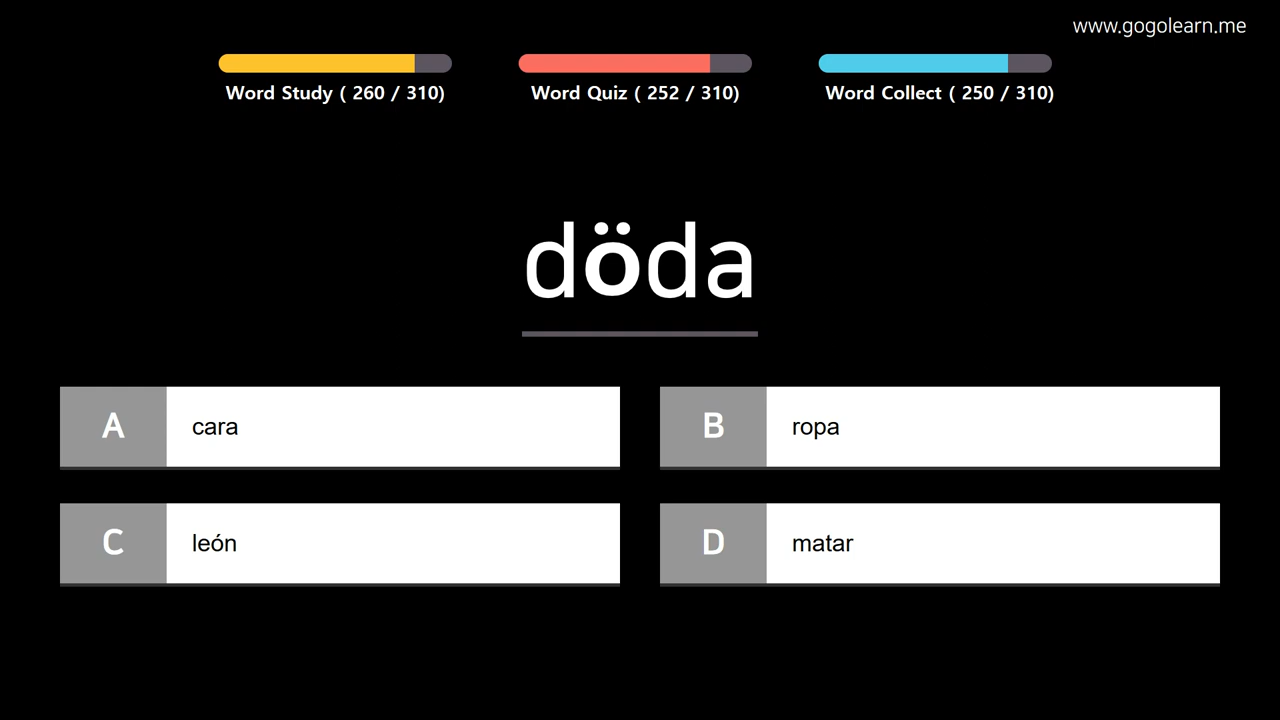 www.gogolearn.me
Word Study ( 260 / 310)
Word Quiz ( 252 / 310)
Word Collect ( 250 / 310)
döda
A cara
B ropa
C león
D matar